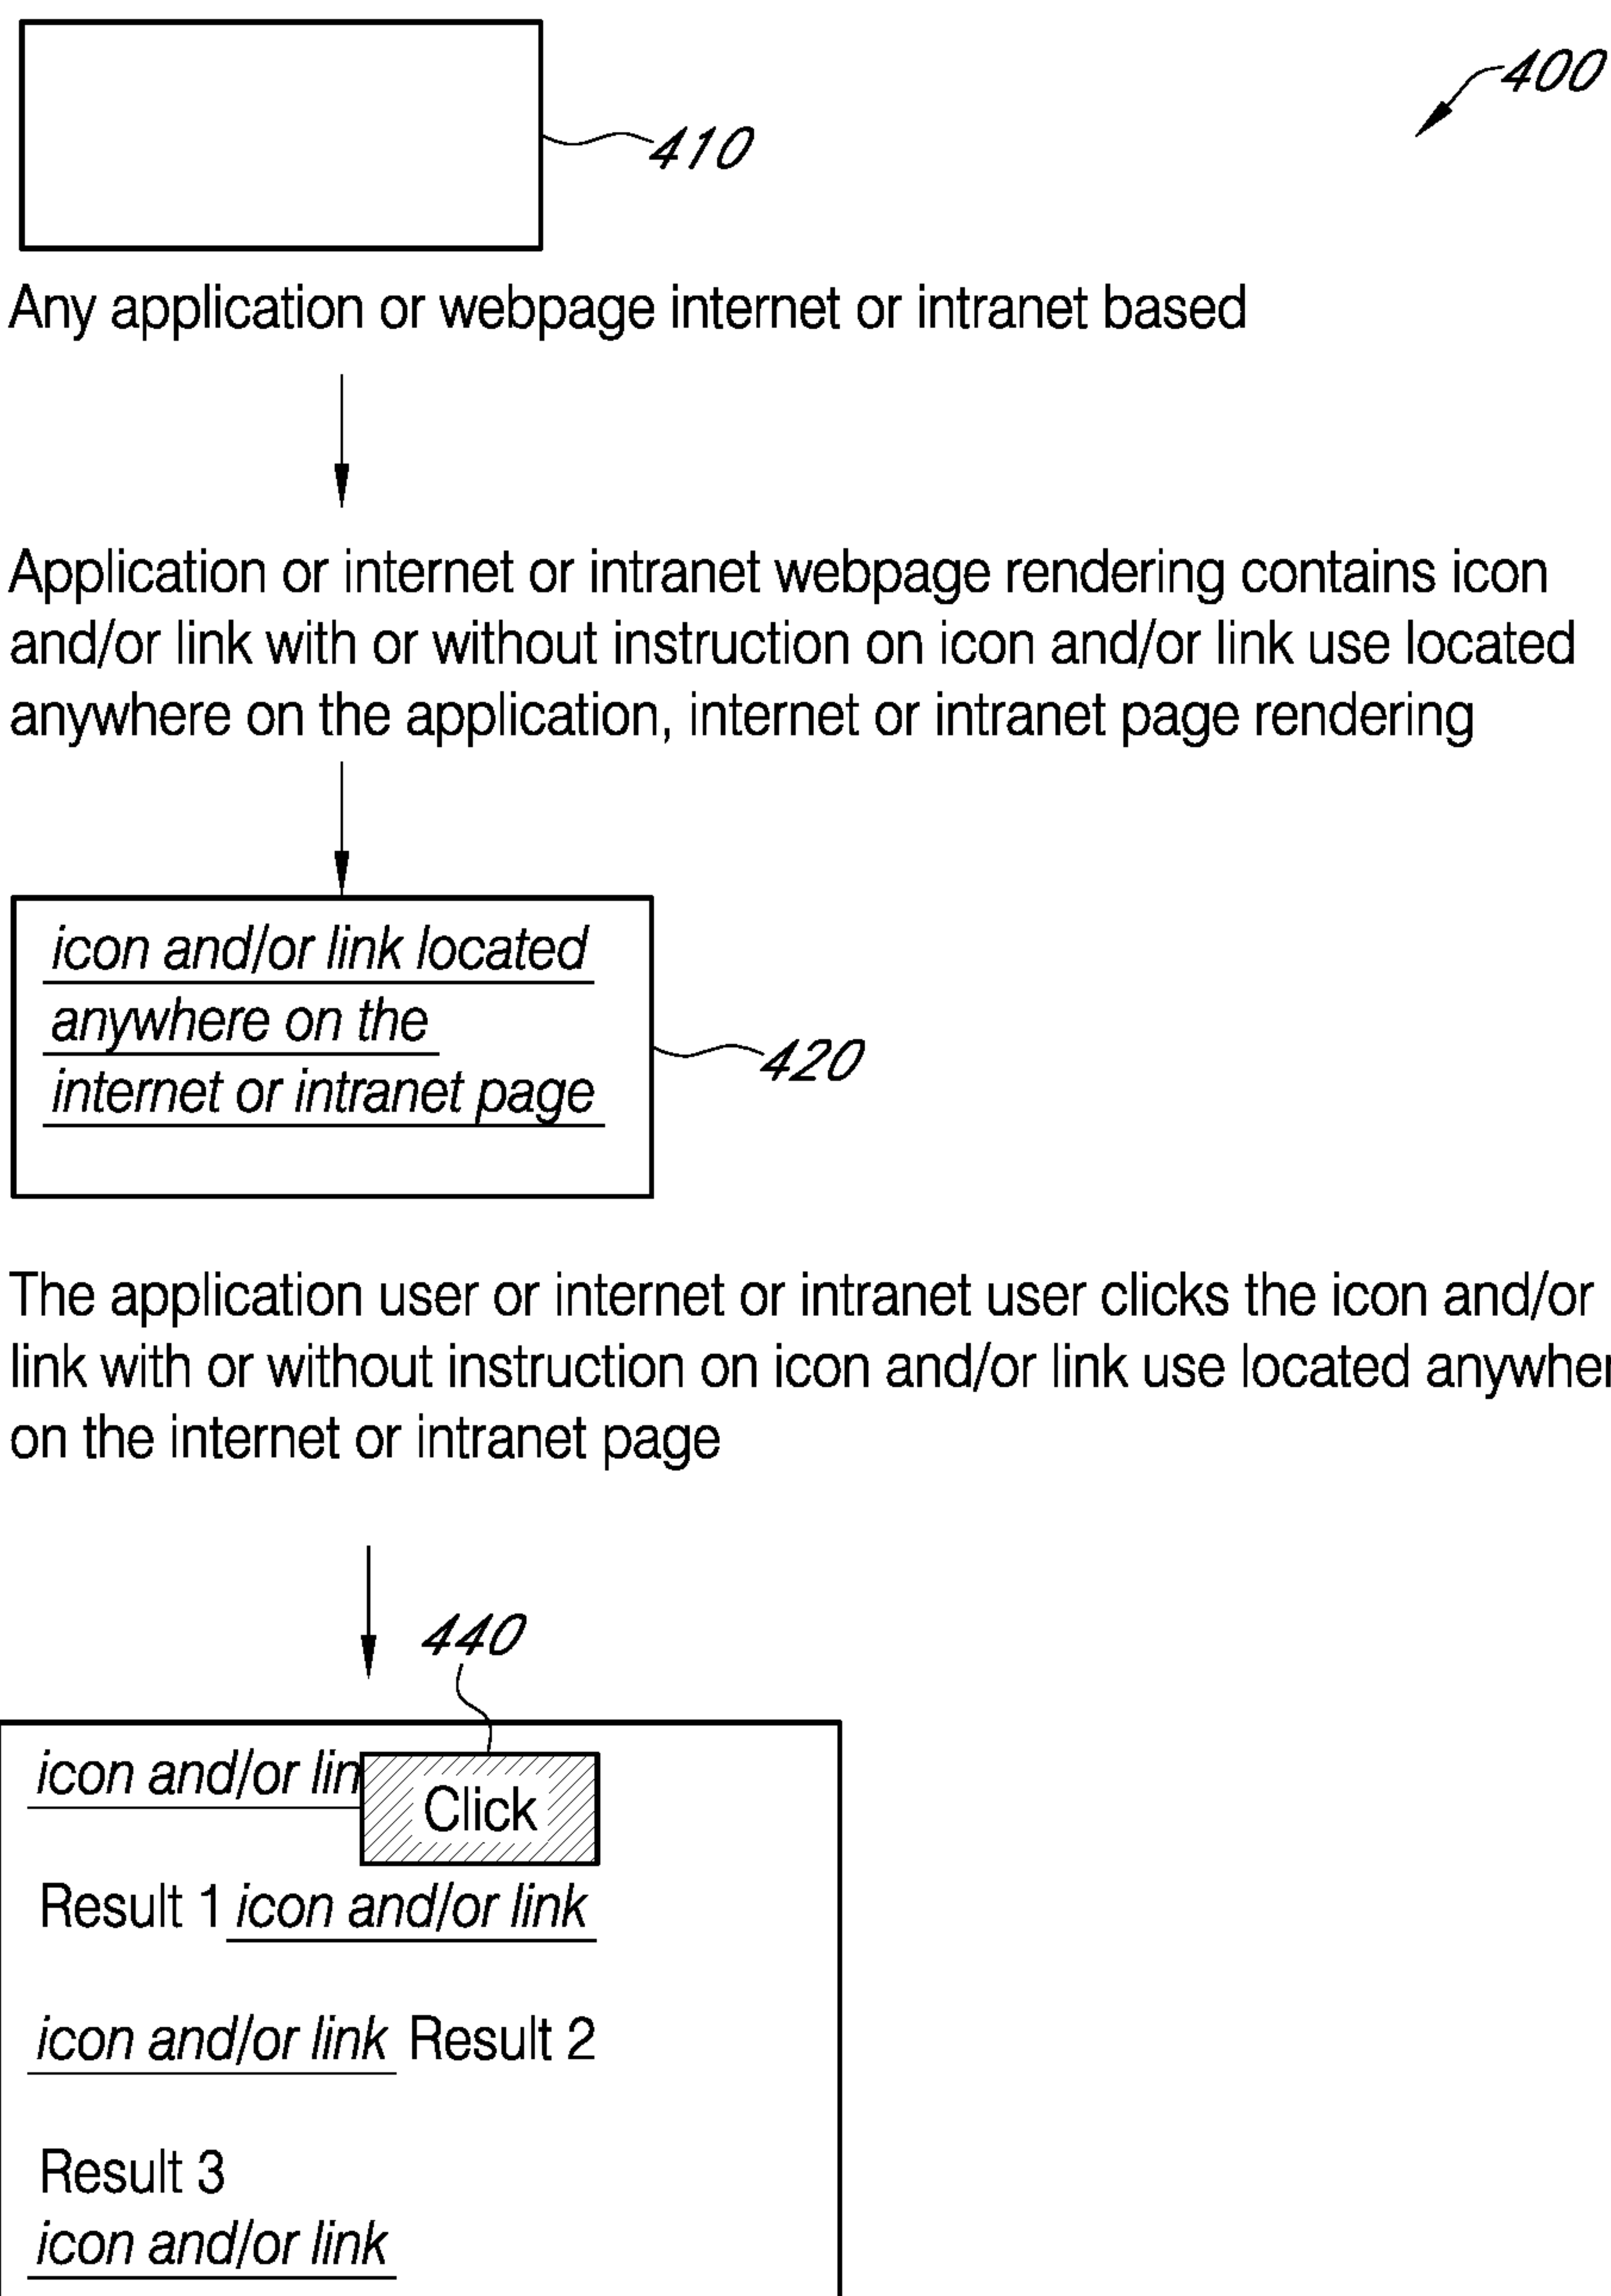 400
410
Any application or webpage internet or intranet based
Application or internet or intranet webpage rendering contains icon
and/or link with or without instruction on icon and/or link use located
anywhere on the application, internet or intranet page rendering
icon and/or link located
anywhere on the
internet or intranet page
420
The application user or internet or intranet user clicks the icon and/or
link with or without instruction on icon and/or link use located
on the internet or intranet page
440
icon and/or
Click
Result 1 icon and/or link
icon and/or link Result 2
Result 3
icon and/or link